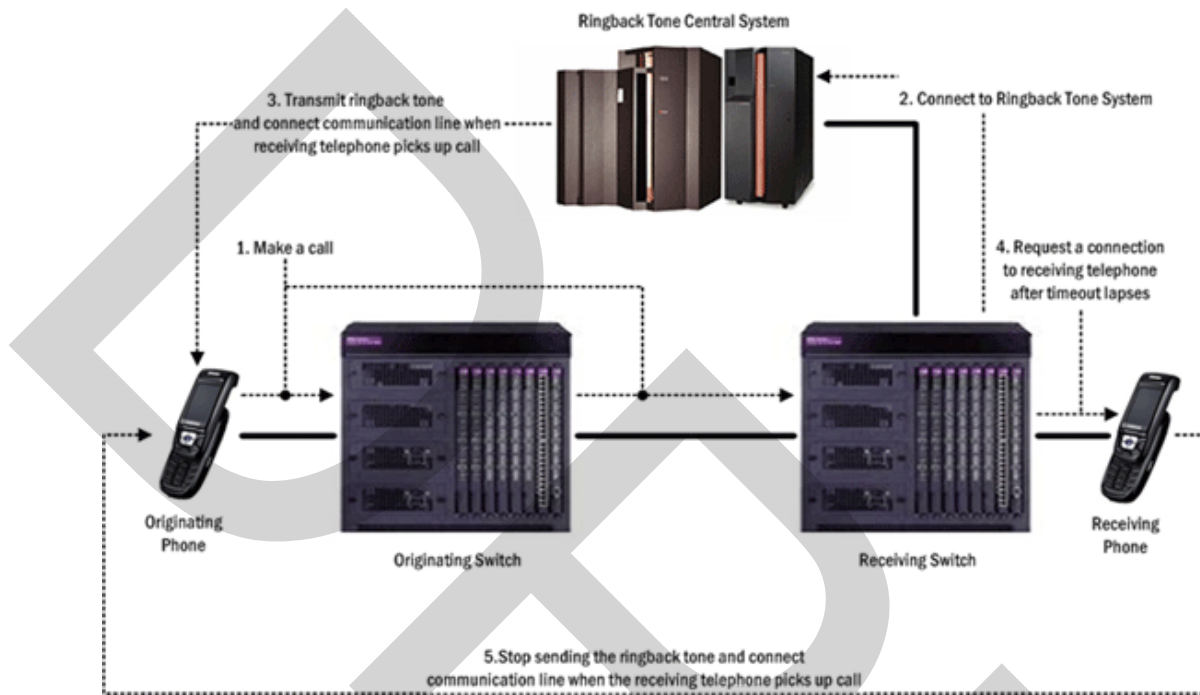 Ringback Tone Central System
3. Transmit ringback tone
and connect communication line when
receiving telephone picks up call
2. Connect to Ringback Tone System
1. Make a call
4. Request a connection
to receiving telephone
after timeout lapses
Originating
Phone
Originating Switch
Receiving Switch
Receiving
Phone
5.Stop sending the ringback tone and connect
communication line when the receiving telephone picks up call